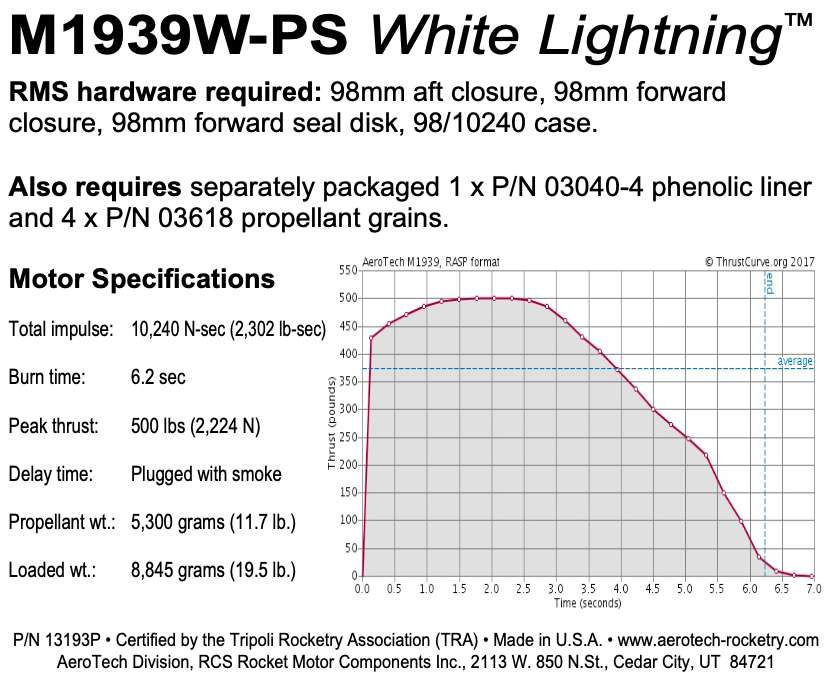 M1939W-PS White Lightning™
RMS hardware required: 98mm aft closure, 98mm forward
closure, 98mm forward seal disk, 98/10240 case.
Also requires separately packaged 1 x P/N 03040-4 phenolic liner
and 4 x P/N 03618 propellant grains.
Motor Specifications
Total impulse: 10,240 N-sec (2,302 lb-sec)
Burn time: 6.2 sec
Peak thrust: 500 lbs (2,224 N)
Delay time: Plugged with smoke
Propellant wt.: 5,300 grams (11.7 lb.)
Loaded wt.: 8,845 grams (19.5 lb.)
AeroTech M1939, RASP format © ThrustCurve.org 2017
end
average
Thrust (pounds)
550
500
450
400
350
300
250
200
150
100
50
0
0.0 0.5 1.0 1.5 2.0 2.5 3.0 3.5 4.0 4.5 5.0 5.5 6.0 6.5 7.0
Time (seconds)
P/N 13193P • Certified by the Tripoli Rocketry Association (TRA) • Made in U.S.A. • www.aerotech-rocketry.com
AeroTech Division, RCS Rocket Motor Components Inc., 2113 W. 850 N.St., Cedar City, UT 84721